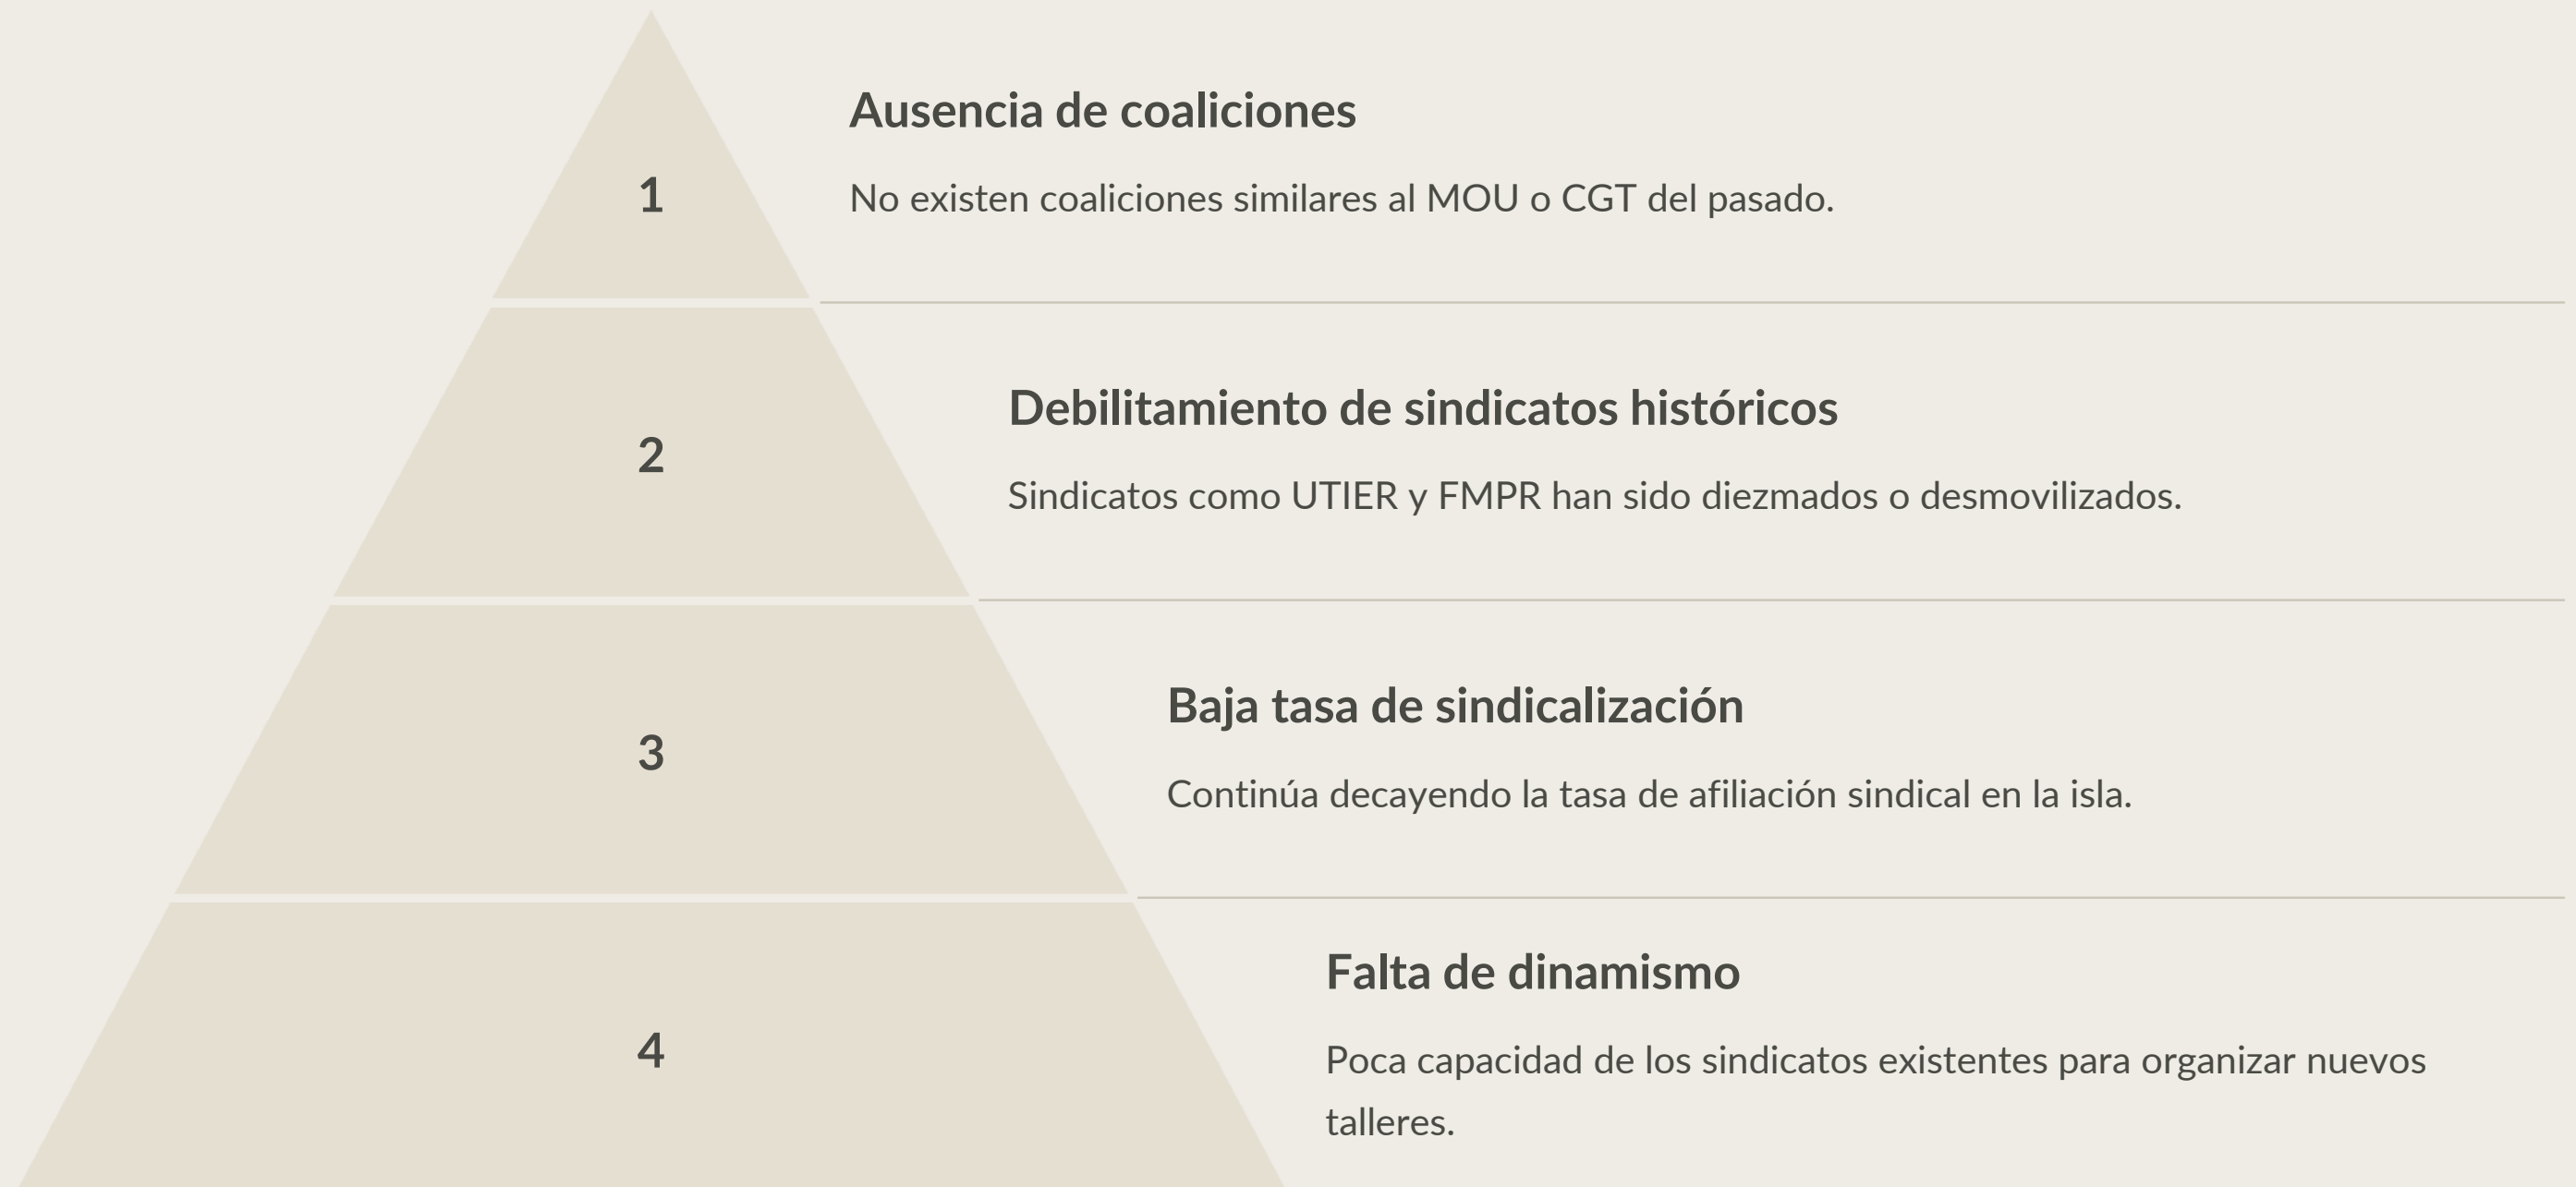 Ausencia de coaliciones
1
No existen coaliciones similares al MOU o CGT del pasado.
Debilitamiento de sindicatos históricos
2
Sindicatos como UTIER y FMPR han sido diezmados o desmovilizados.
Baja tasa de sindicalización
3
Continúa decayendo la tasa de afiliación sindical en la isla.
Falta de dinamismo
4
Poca capacidad de los sindicatos existentes para organizar nuevos
talleres.